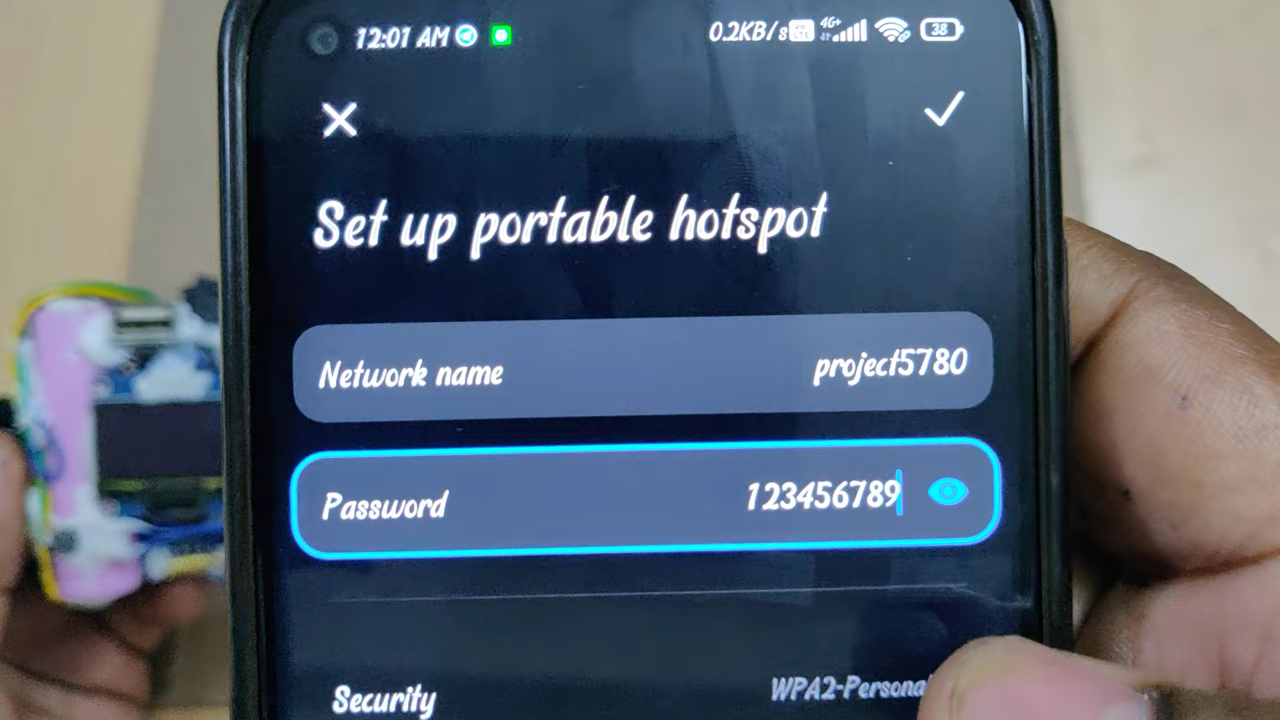 12:01 AM 0.2KB/s 4G+ 38
Set up portable hotspot
Network name project5780
Password 123456789
Security WPA2-Personal